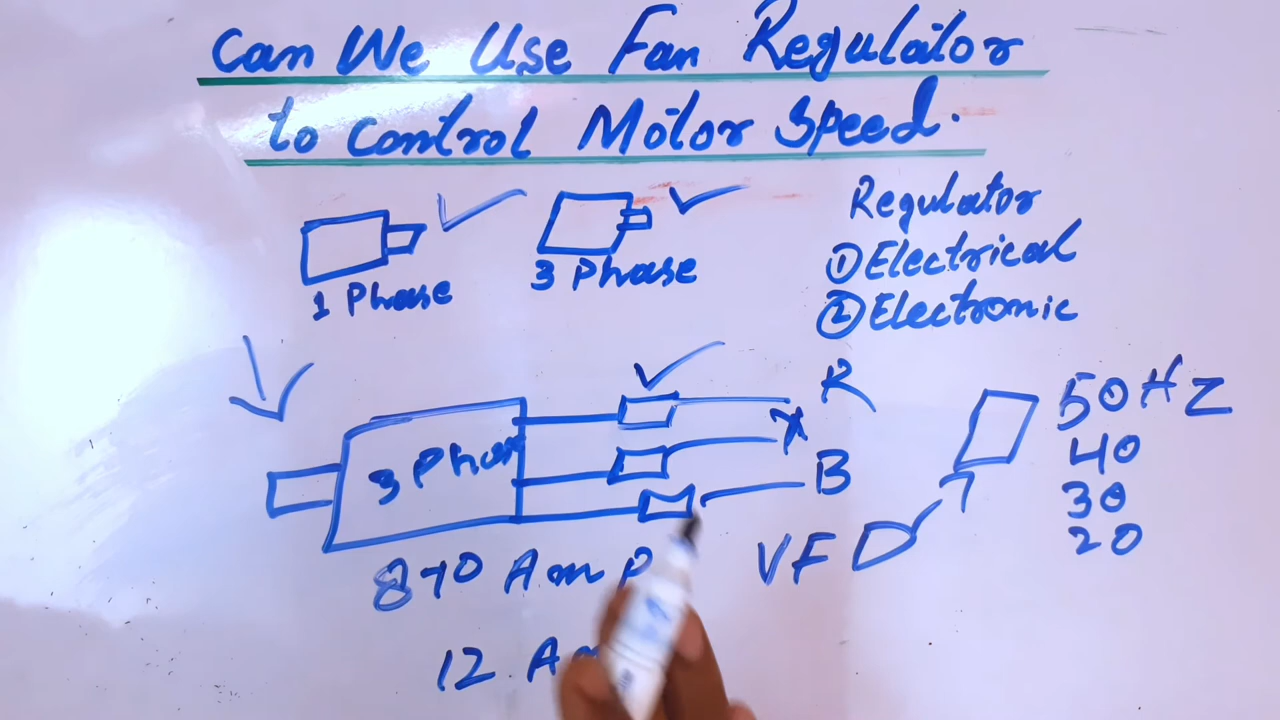 Can We Use Fan Regulator
to Control Motor Speed.
1 Phase
3 Phase
Regulator
① Electrical
② Electronic
3 Phas
R
B
50 Hz
40
30
20
VFD
12 A